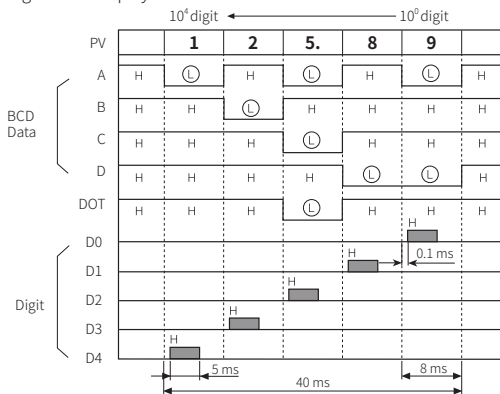 10⁴ digit 10⁰ digit
PV 1 2 5. 8 9
A H L H L H L H
BCD
Data
B H H L H H H H
C H H H L H H H
D H H H H L L H
DOT H H H L H H H
Digit
D0 H
D1 H 0.1 ms
D2 H
D3 H
D4 H
5 ms 8 ms
40 ms